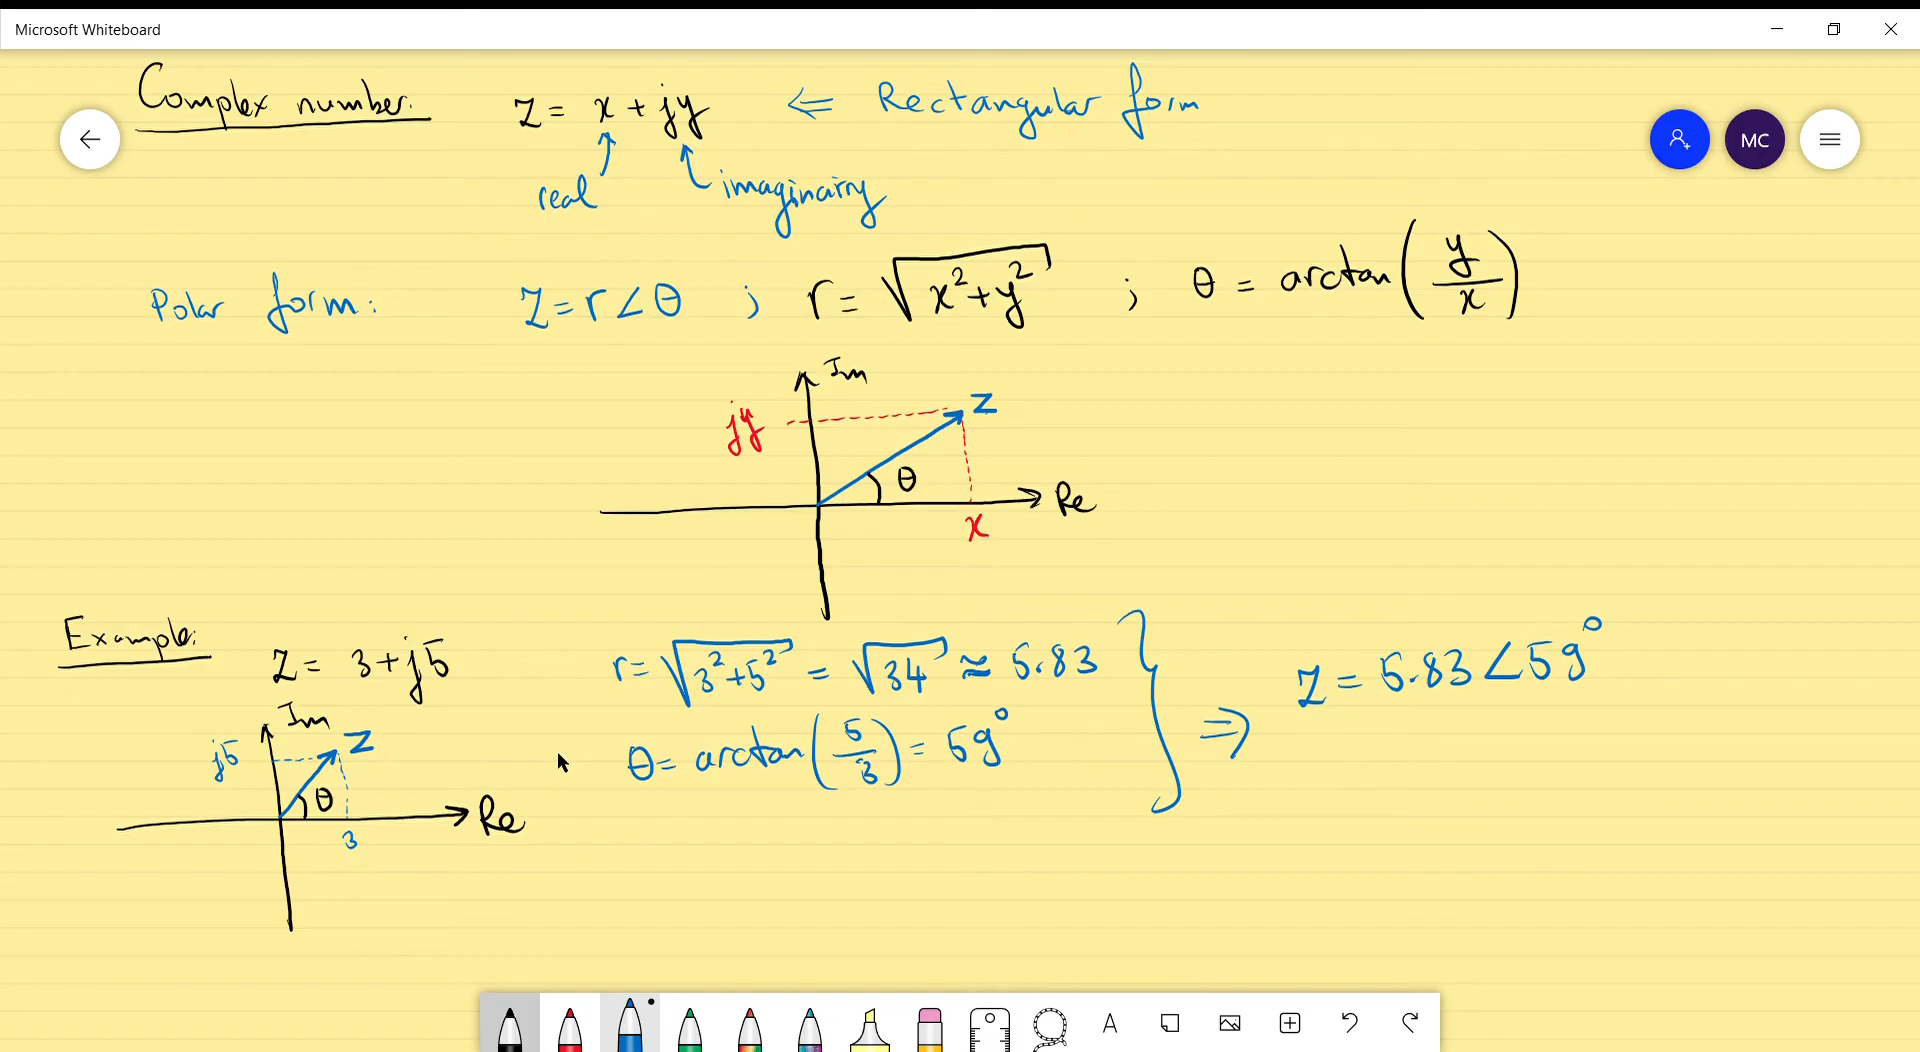 Microsoft Whiteboard
Complex number: z = x + jy ⇐ Rectangular form
real imaginairy
MC
Polar form: z = r∠θ ; r = √(x²+y²) ; θ = arctan(y/x)
Im
jy z
θ
Re
x
Example:
z = 3+j5 r = √(3²+5²) = √34 ≈ 5.83
θ = arctan(5/3) = 59° } ⇒ z = 5.83∠59°
Im
j5 z
θ
Re
3
A